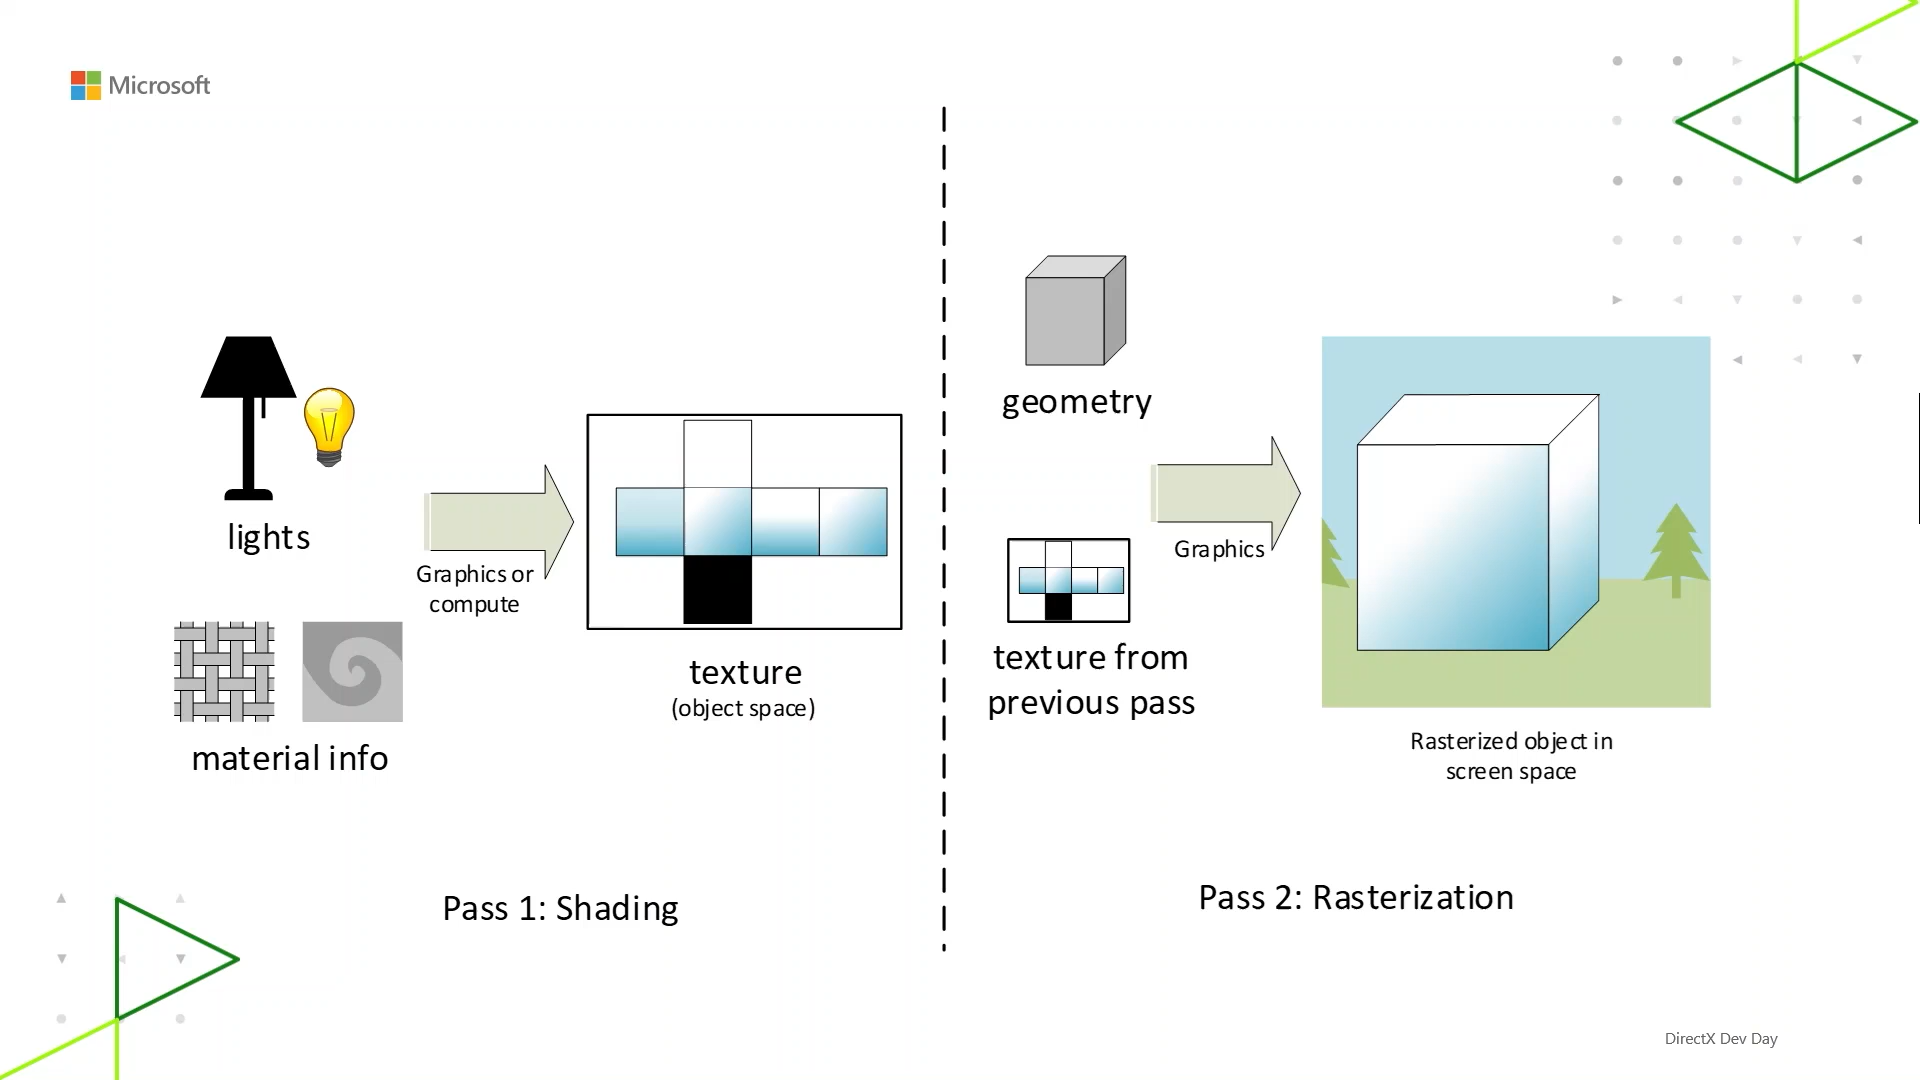 Microsoft
lights
material info
Graphics or
compute
texture
(object space)
Pass 1: Shading
geometry
texture from
previous pass
Graphics
Rasterized object in
screen space
Pass 2: Rasterization
DirectX Dev Day